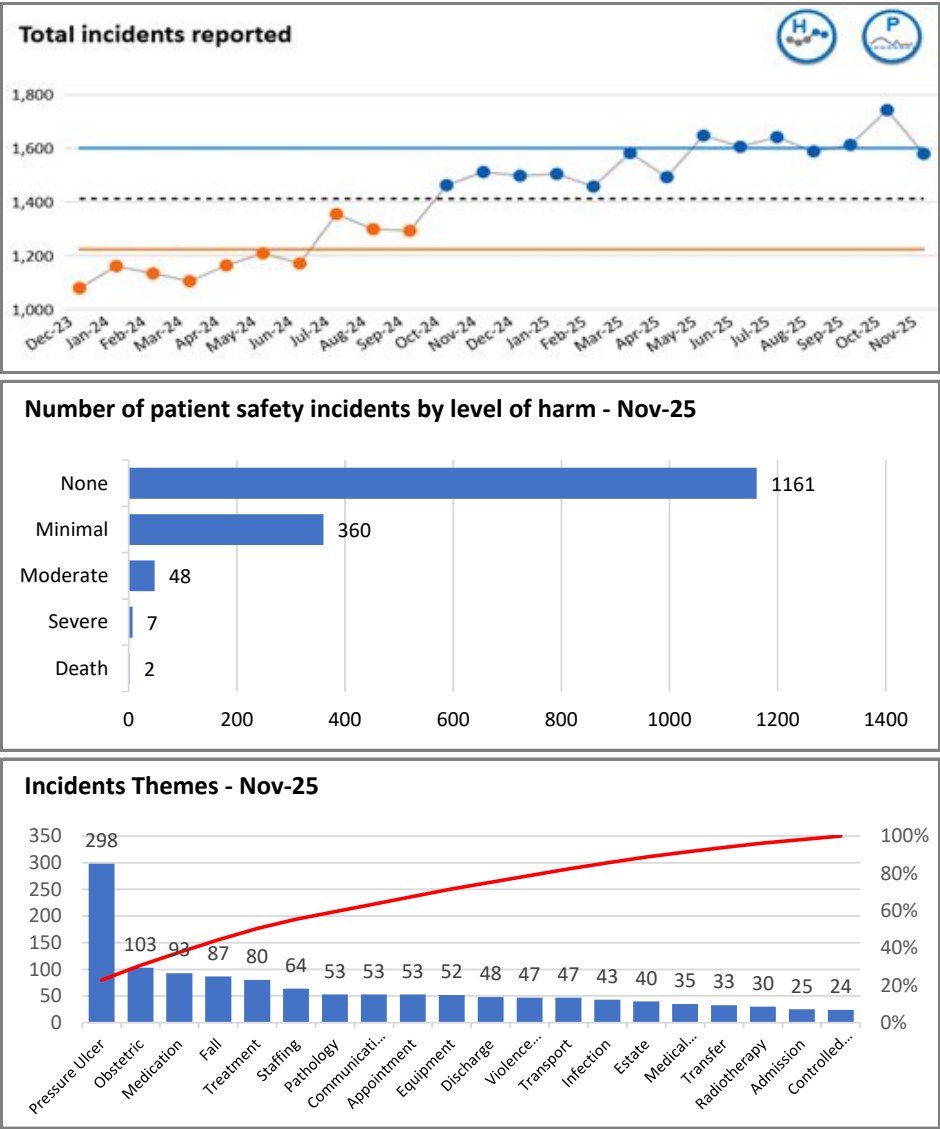 Total incidents reported
H
P
1,800
1,600
1,400
1,200
1,000
Dec-23 Jan-24 Feb-24 Mar-24 Apr-24 May-24 Jun-24 Jul-24 Aug-24 Sep-24 Oct-24 Nov-24 Dec-24 Jan-25 Feb-25 Mar-25 Apr-25 May-25 Jun-25 Jul-25 Aug-25 Sep-25 Oct-25 Nov-25
Number of patient safety incidents by level of harm - Nov-25
None 1161
Minimal 360
Moderate 48
Severe 7
Death 2
0 200 400 600 800 1000 1200 1400
Incidents Themes - Nov-25
350 100%
300 80%
250 60%
200 40%
150 20%
100 0%
50
0
298 103 93 87 80 64 53 53 53 52 48 47 47 43 40 35 33 30 25 24
Pressure Ulcer Obstetric Medication Fall Treatment Staffing Pathology Communicati... Appointment Equipment Discharge Violence... Transport Infection Estate Medical... Transfer Radiotherapy Admission Controlled...